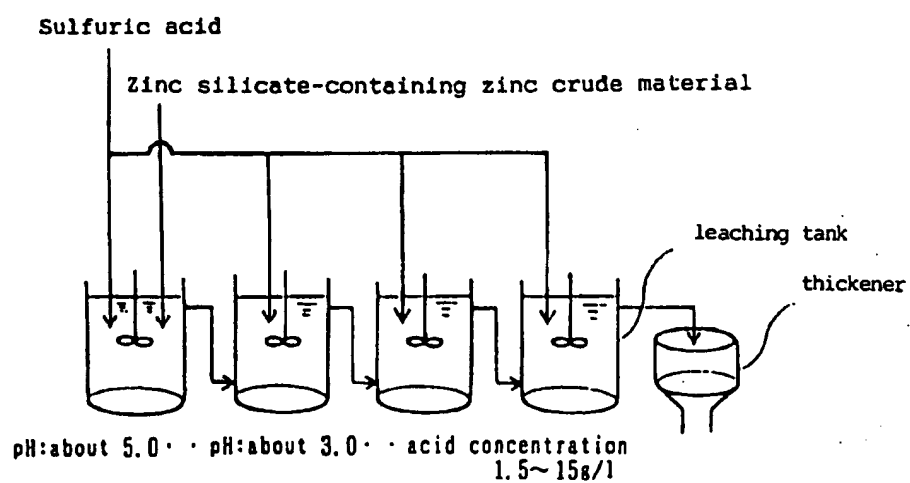 Sulfuric acid
Zinc silicate-containing zinc crude material
leaching tank
thickener
pH:about 5.0・・pH:about 3.0・・acid concentration
1.5~15g/l